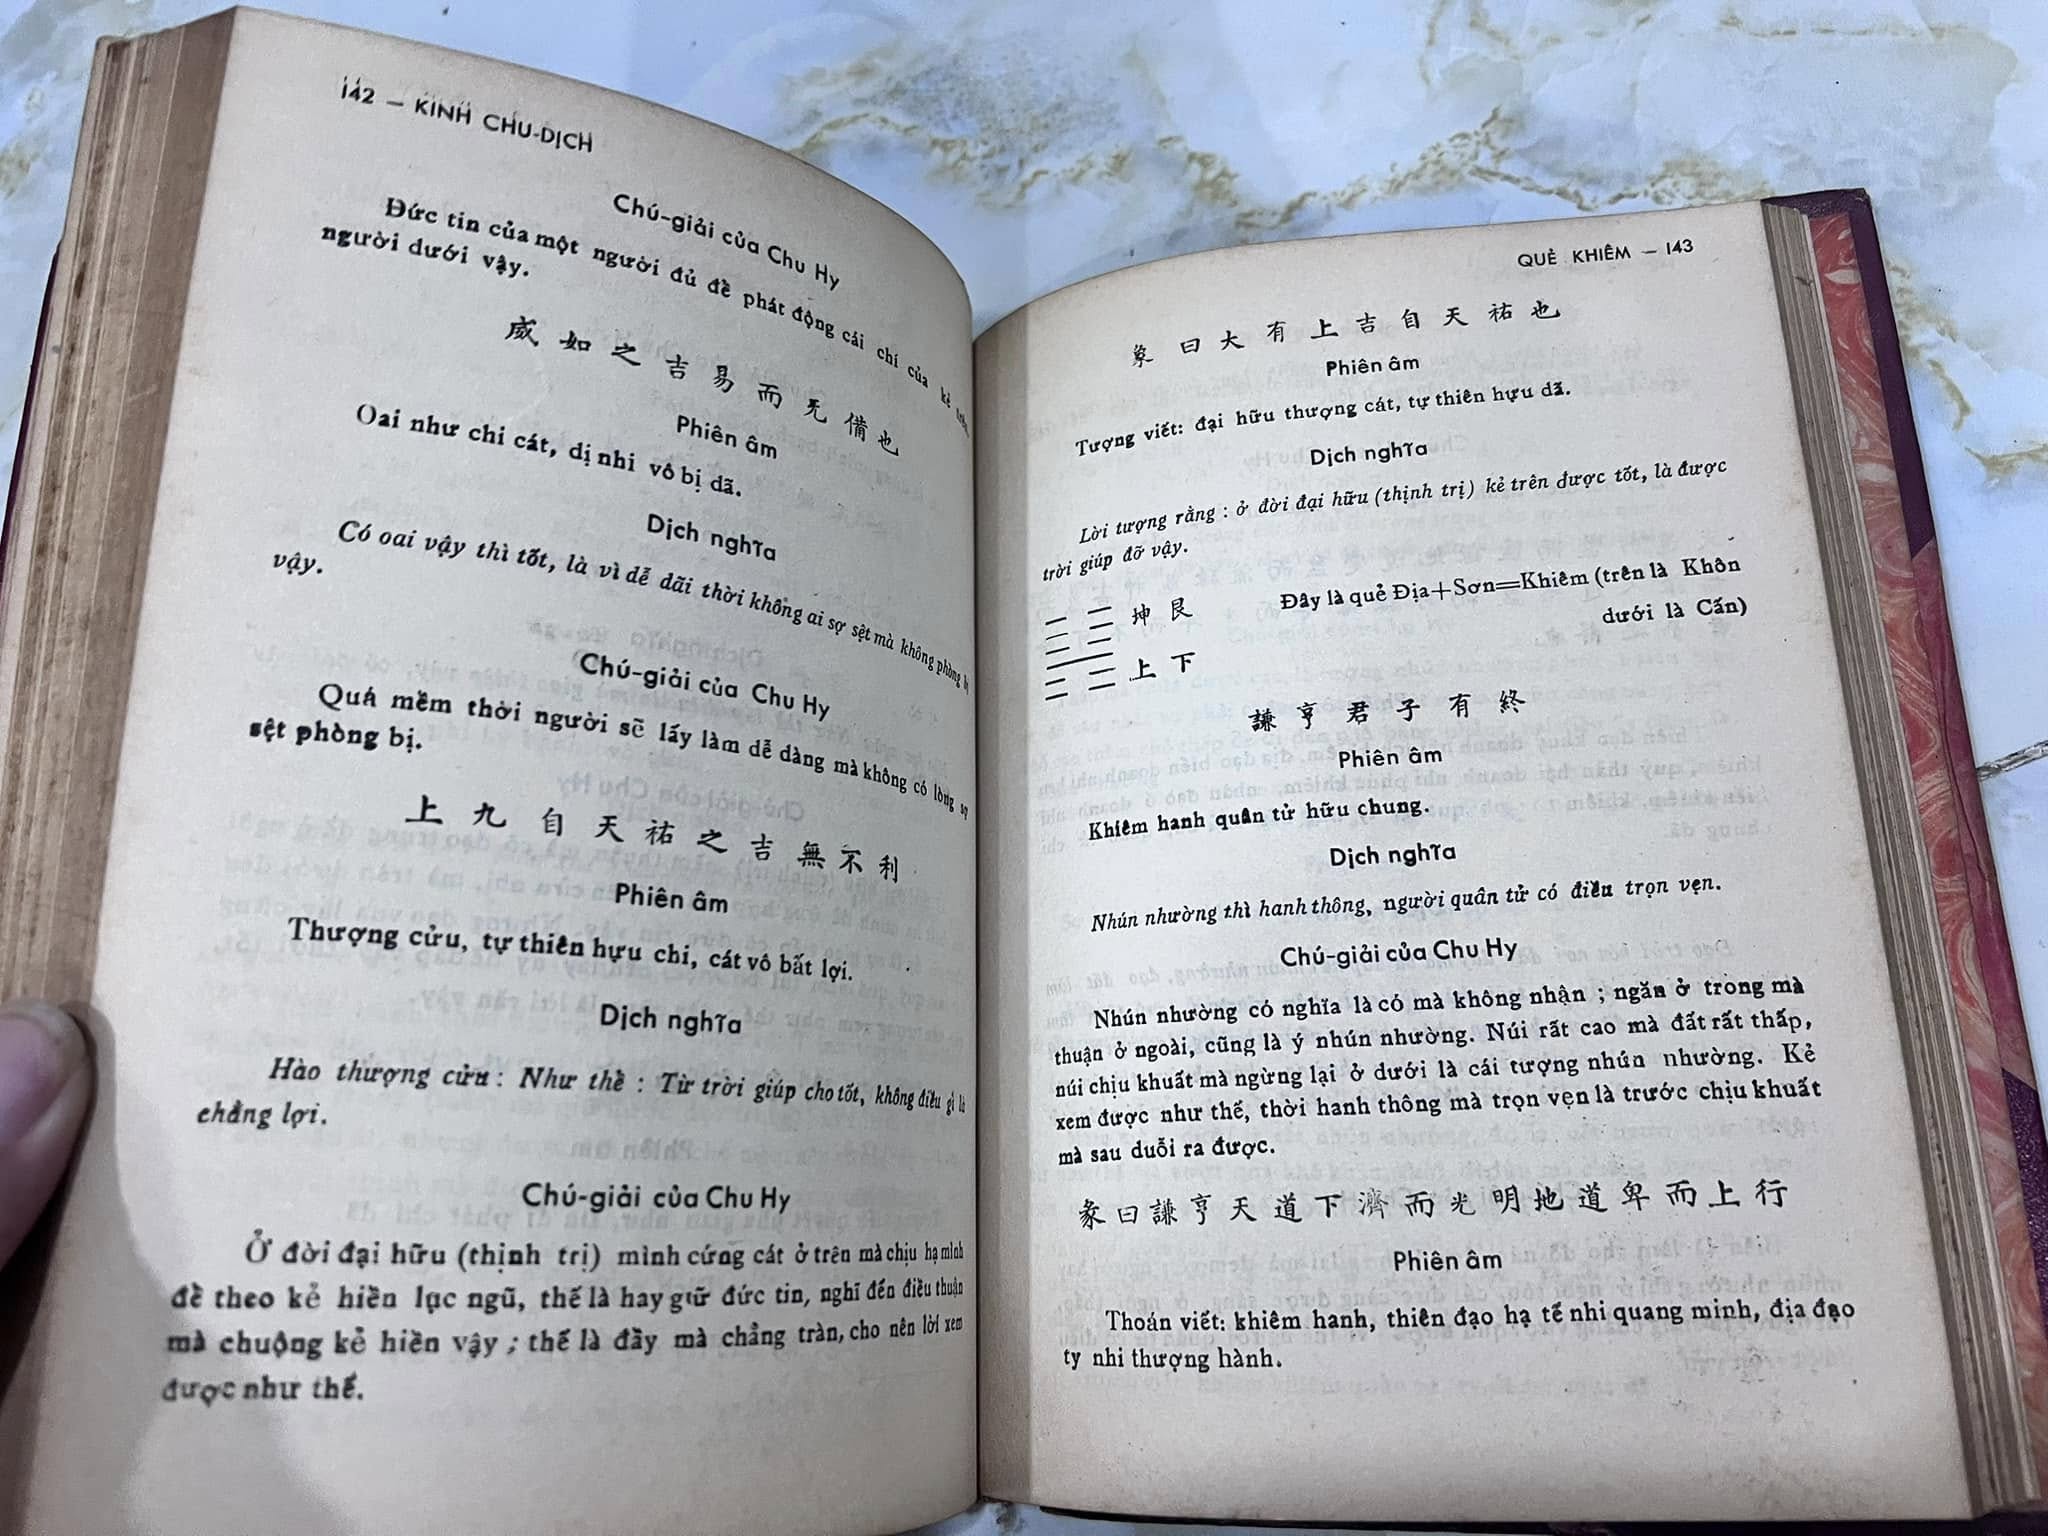 142 — KINH CHU-DỊCH
Chú-giải của Chu Hy
Đức tin của một người đủ để phát động cái chí của kẻ trên,
người dưới vậy.
威如之吉易而无備也
Phiên âm
Oai như chi cát, dị nhi vô bị dã.
Dịch nghĩa
Có oai vậy thì tốt, là vì dễ dãi thời không ai sợ sệt mà không phòng bị
vậy.
Chú-giải của Chu Hy
Quá mềm thời người sẽ lấy làm dễ dàng mà không có lòng sợ
sệt phòng bị.
上九自天祐之吉無不利
Phiên âm
Thượng cửu, tự thiên hựu chi, cát vô bất lợi.
Dịch nghĩa
Hào thượng cửu: Như thề : Từ trời giúp cho tốt, không điều gì là
chẳng lợi.
Chú-giải của Chu Hy
Ở đời đại hữu (thịnh trị) mình cứng cát ở trên mà chịu hạ mình
để theo kẻ hiền lục ngũ, thế là hay giữ đức tin, nghĩ đến điều thuận
mà chuộng kẻ hiền vậy ; thế là đầy mà chẳng tràn, cho nên lời xem
được như thế.
QUẺ KHIÊM — 143
象曰大有上吉自天祐也
Phiên âm
Tượng viết: đại hữu thượng cát, tự thiên hựu dã.
Dịch nghĩa
Lời tượng rằng : ở đời đại hữu (thịnh trị) kẻ trên được tốt, là được
trời giúp đỡ vậy.
坤艮 Đây là quẻ Địa+Sơn=Khiêm (trên là Khôn
上下 dưới là Cấn)
謙亨君子有終
Phiên âm
Khiêm hanh quân tử hữu chung.
Dịch nghĩa
Nhún nhường thì hanh thông, người quân tử có điều trọn vẹn.
Chú-giải của Chu Hy
Nhún nhường có nghĩa là có mà không nhận ; ngăn ở trong mà
thuận ở ngoài, cũng là ý nhún nhường. Núi rất cao mà đất rất thấp,
núi chịu khuất mà ngừng lại ở dưới là cái tượng nhún nhường. Kẻ
xem được như thế, thời hanh thông mà trọn vẹn là trước chịu khuất
mà sau duỗi ra được.
彖曰謙亨天道下濟而光明地道卑而上行
Phiên âm
Thoán viết: khiêm hanh, thiên đạo hạ tế nhi quang minh, địa đạo
ty nhi thượng hành.